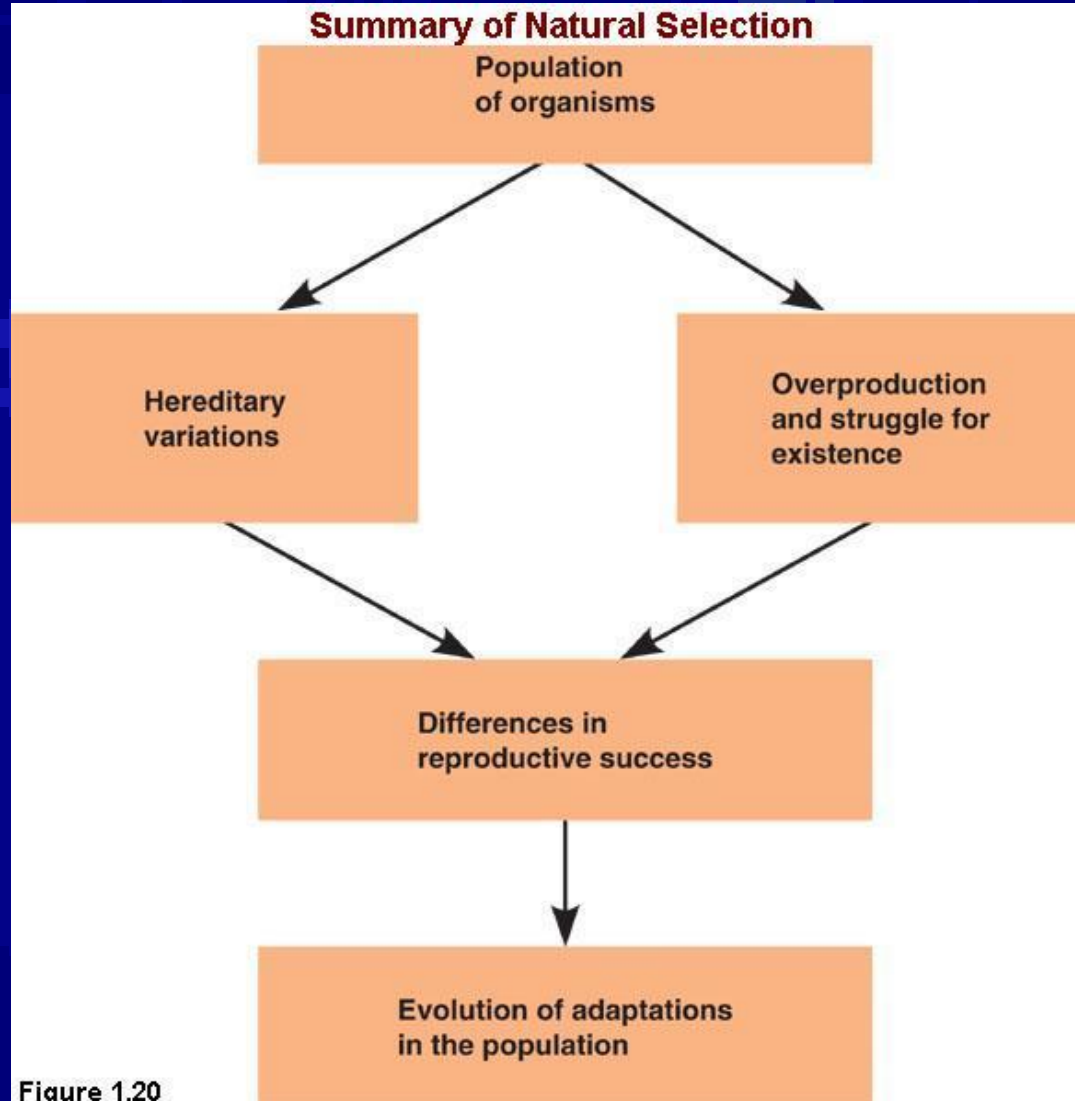 Summary of Natural Selection
Population
of organisms
Hereditary
variations
Overproduction
and struggle for
existence
Differences in
reproductive success
Evolution of adaptations
in the population
Figure 1.20